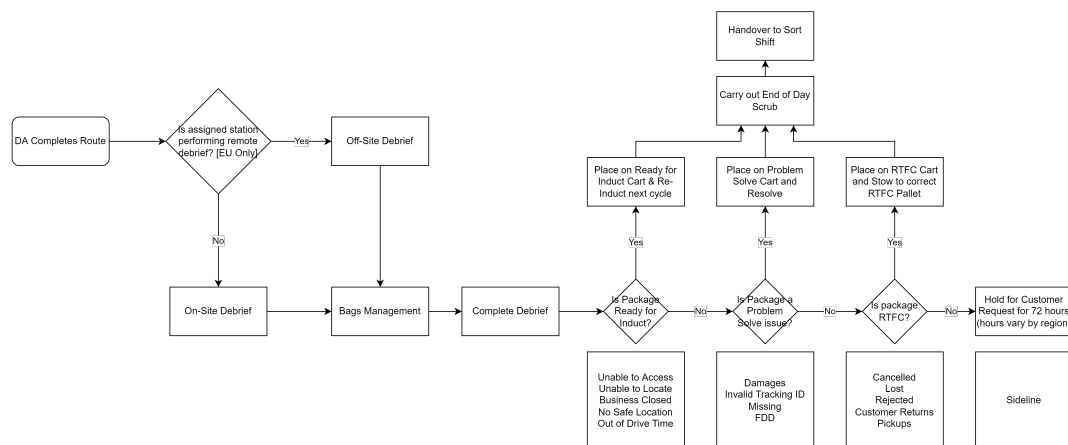 Handover to Sort
Shift
Carry out End of Day
Scrub
DA Completes Route
Is assigned station
performing remote
debrief? [EU Only]
Yes
Off-Site Debrief
Place on Ready for
Induct Cart & Re-
Induct next cycle
Place on Problem
Solve Cart and
Resolve
Place on RTFC Cart
and Stow to correct
RTFC Pallet
No
Yes
Yes
Yes
On-Site Debrief
Bags Management
Complete Debrief
Is Package
Ready for
Induct?
No
Is Package a
Problem
Solve issue?
No
Is package
RTFC?
No
Hold for Customer
Request for 72 hours
(hours vary by region
Unable to Access
Unable to Locate
Business Closed
No Safe Location
Out of Drive Time
Damages
Invalid Tracking ID
Missing
FDD
Cancelled
Lost
Rejected
Customer Returns
Pickups
Sideline